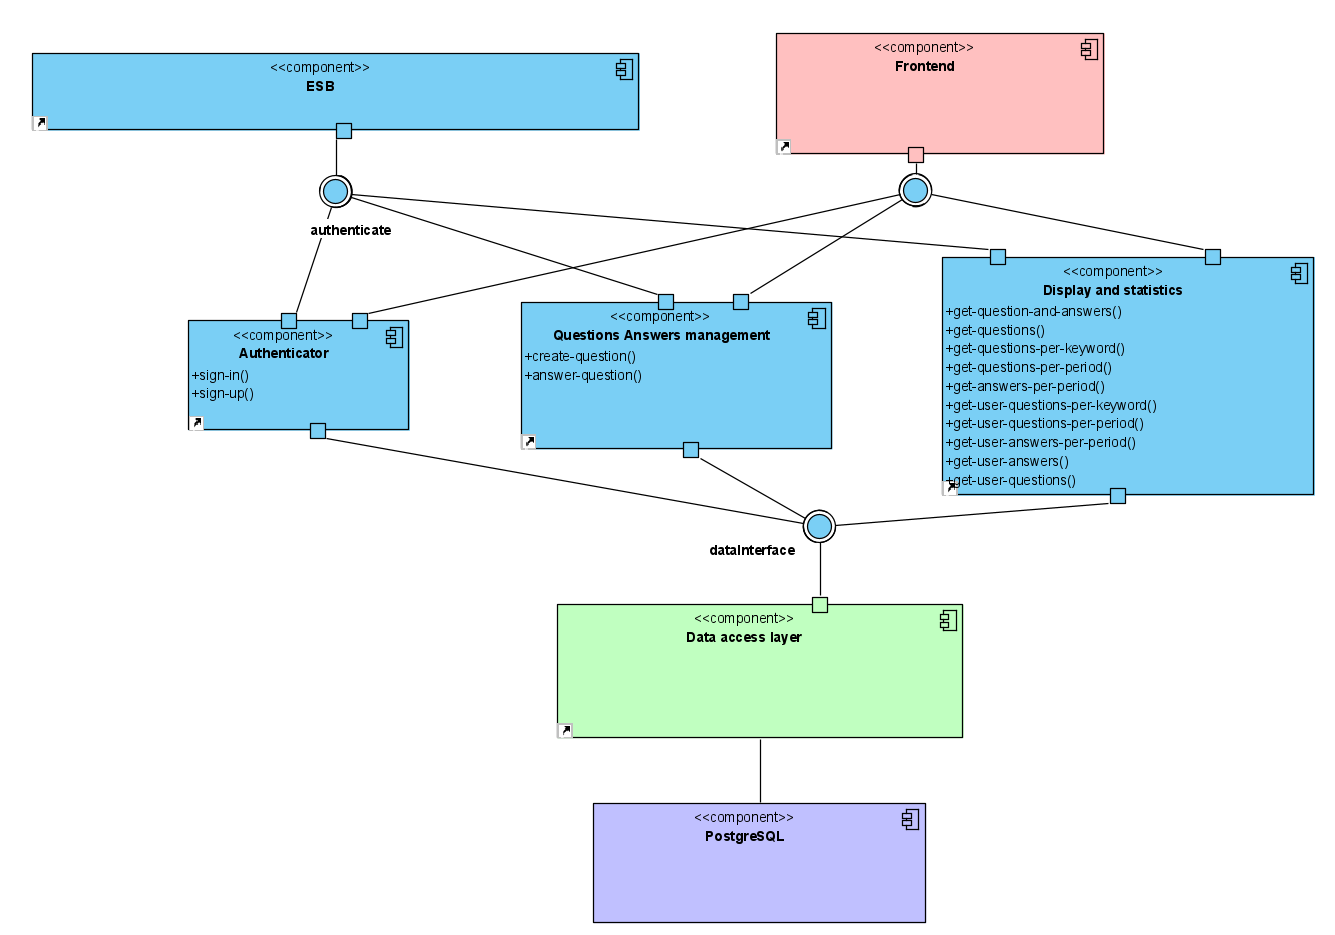 <<component>>
ESB
<<component>>
Frontend
authenticate
<<component>>
Authenticator
+sign-in()
+sign-up()
<<component>>
Questions Answers management
+create-question()
+answer-question()
<<component>>
Display and statistics
+get-question-and-answers()
+get-questions()
+get-questions-per-keyword()
+get-questions-per-period()
+get-answers-per-period()
+get-user-questions-per-keyword()
+get-user-questions-per-period()
+get-user-answers-per-period()
+get-user-answers()
+get-user-questions()
dataInterface
<<component>>
Data access layer
<<component>>
PostgreSQL